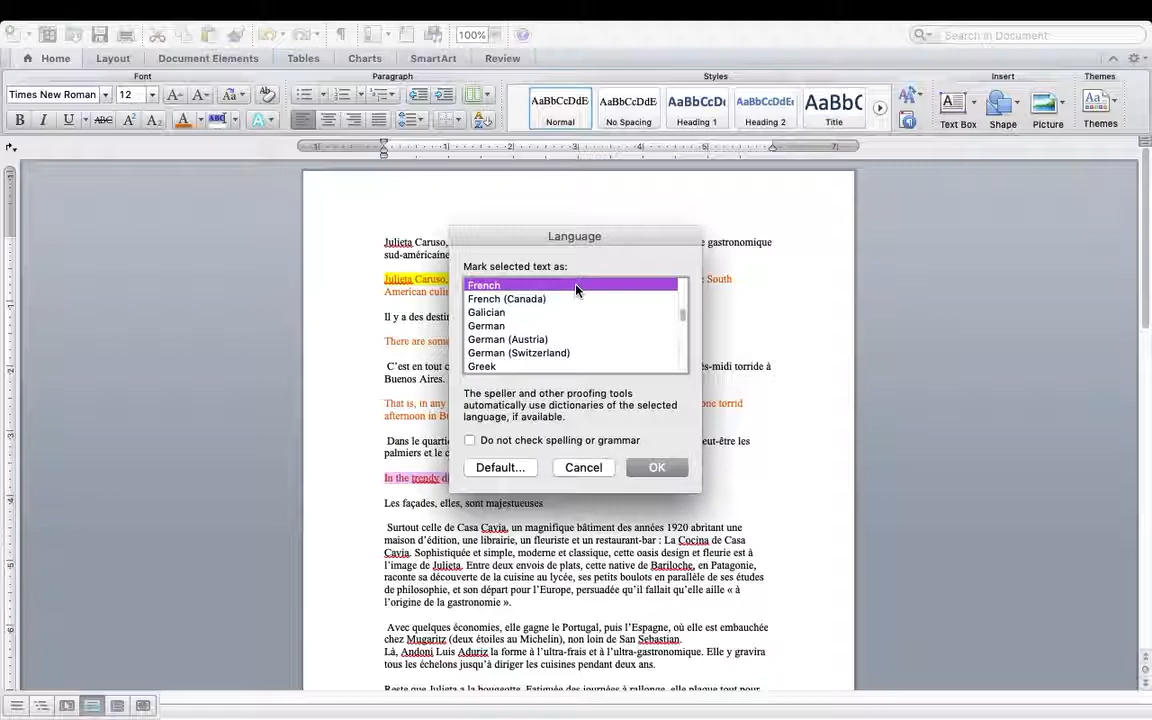 100%
Search in Document
Home Layout Document Elements Tables Charts SmartArt Review
Font Paragraph Styles Insert Themes
Times New Roman 12
AaBbCcDdE AaBbCcDdE AaBbC
Normal No Spacing Heading 1 Heading 2 Title
Text Box Shape Picture Themes
Language
Mark selected text as:
French
French (Canada)
Galician
German
German (Austria)
German (Switzerland)
Greek
The speller and other proofing tools
automatically use dictionaries of the selected
language, if available.
Do not check spelling or grammar
Default... Cancel OK
Julieta Caruso, gastronomique
sud-américaine
Julieta Caruso, South
American
Il y a des
There are
C'est en tout torride à
Buenos Aires.
That is, in any torrid
afternoon in
Dans le les
palmiers et le
In the trendy
Les façades, elles, sont majestueuses
Surtout celle de Casa Cavia, un magnifique bâtiment des années 1920 abritant une
maison d'édition, une librairie, un fleuriste et un restaurant-bar : La Cocina de Casa
Cavia. Sophistiquée et simple, moderne et classique, cette oasis design et fleurie est à
l'image de Julieta. Entre deux envois de plats, cette native de Bariloche, en Patagonie,
raconte sa découverte de la cuisine au lycée, ses petits boulots en parallèle de ses études
de philosophie, et son départ pour l'Europe, persuadée qu'il fallait qu'elle aille « à
l'origine de la gastronomie ».
Avec quelques économies, elle gagne le Portugal, puis l'Espagne, où elle est embauchée
chez Mugaritz (deux étoiles au Michelin), non loin de San Sebastian.
Là, Andoni Luis Aduriz la forme à l'ultra-frais et à l'ultra-gastronomique. Elle y gravira
tous les échelons jusqu'à diriger les cuisines pendant deux ans.
Reste que Julieta a la bougeotte. Fatiguée des journées à rallonge, elle plaque tout pour